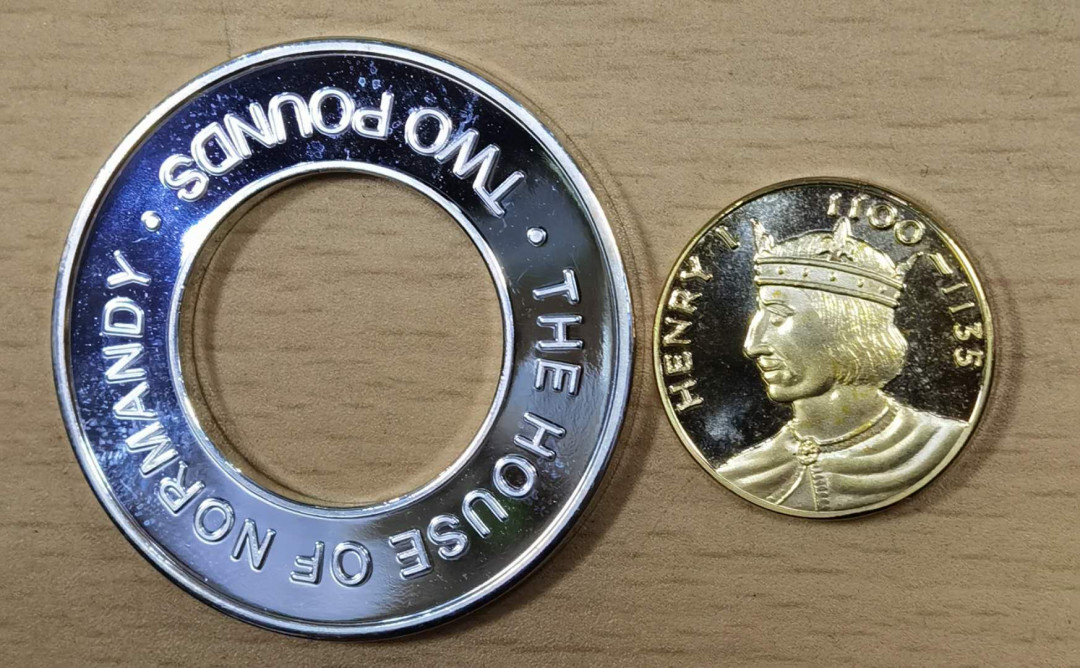 TWO POUNDS · THE HOUSE OF NORMANDY ·
HENRY I 1100-1135